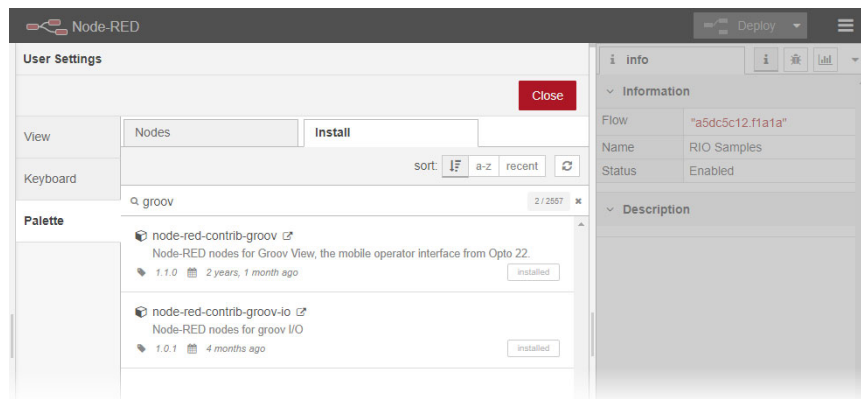 Node-RED
Deploy
User Settings
Close
View
Keyboard
Palette
Nodes
Install
sort:
a-z
recent
groov
2 / 2557
node-red-contrib-groov
Node-RED nodes for Groov View, the mobile operator interface from Opto 22.
1.1.0 2 years, 1 month ago
installed
node-red-contrib-groov-io
Node-RED nodes for groov I/O
1.0.1 4 months ago
installed
i info
i
Information
Flow "a5dc5c12.f1a1a"
Name RIO Samples
Status Enabled
Description